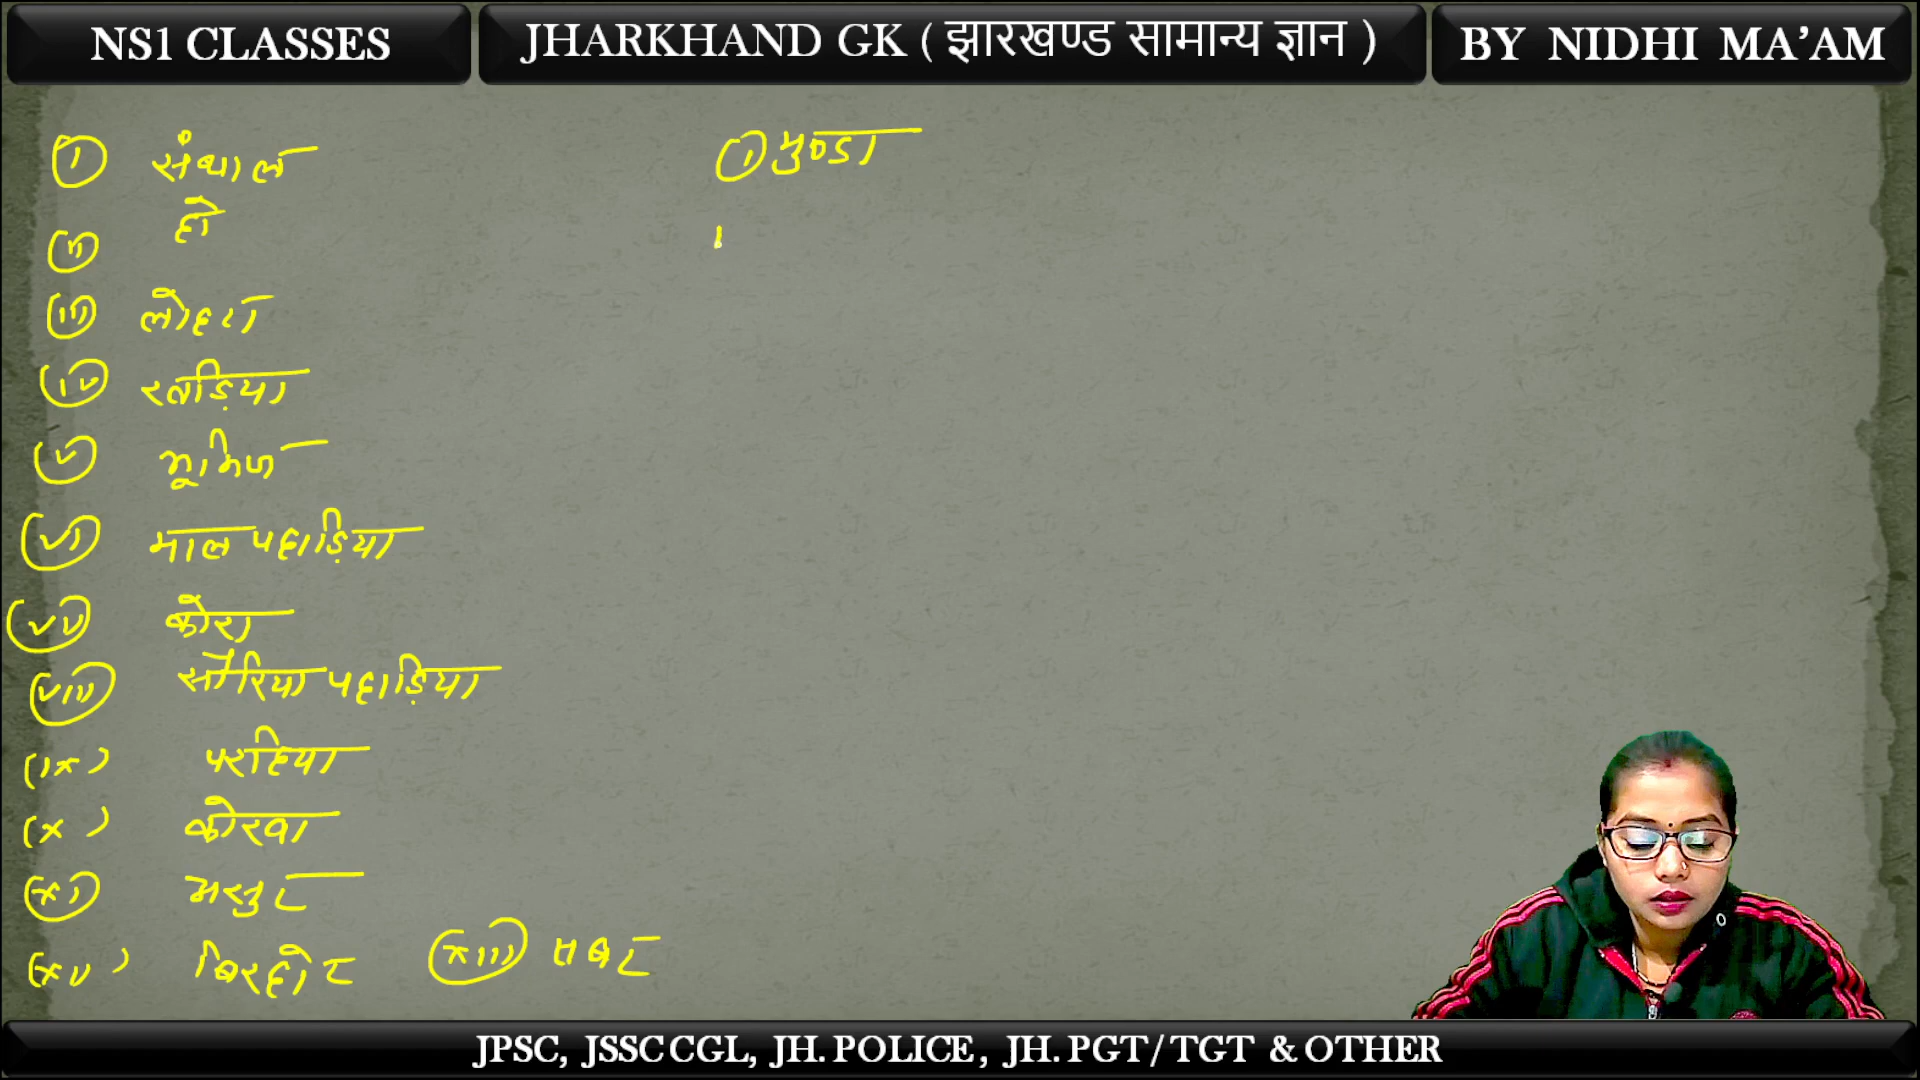 NS1 CLASSES
JHARKHAND GK ( झारखण्ड सामान्य ज्ञान )
BY NIDHI MA’AM
(i) संथाल
(ii) हो
(iii) लोहरा
(iv) खड़िया
(v) भूमिज
(vi) माल पहाड़िया
(vii) कोरा
(viii) सौरिया पहाड़िया
(ix) परहिया
(x) कोरवा
(xi) असुर
(xii) बिरहोर
(xiii) सबर
(i) मुण्डा
JPSC, JSSC CGL, JH. POLICE, JH. PGT/TGT & OTHER